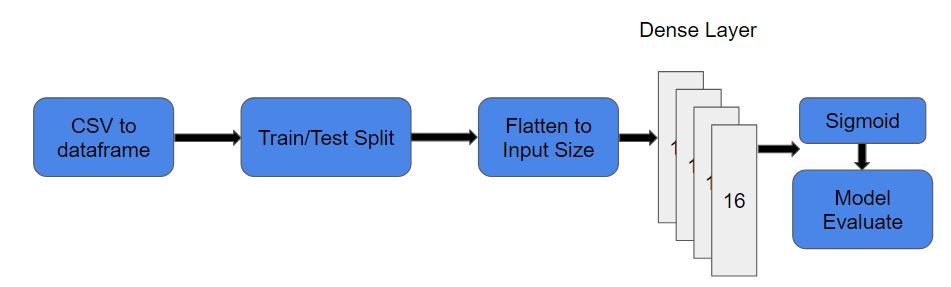 Dense Layer
CSV to
dataframe
Train/Test Split
Flatten to
Input Size
16
Sigmoid
Model
Evaluate